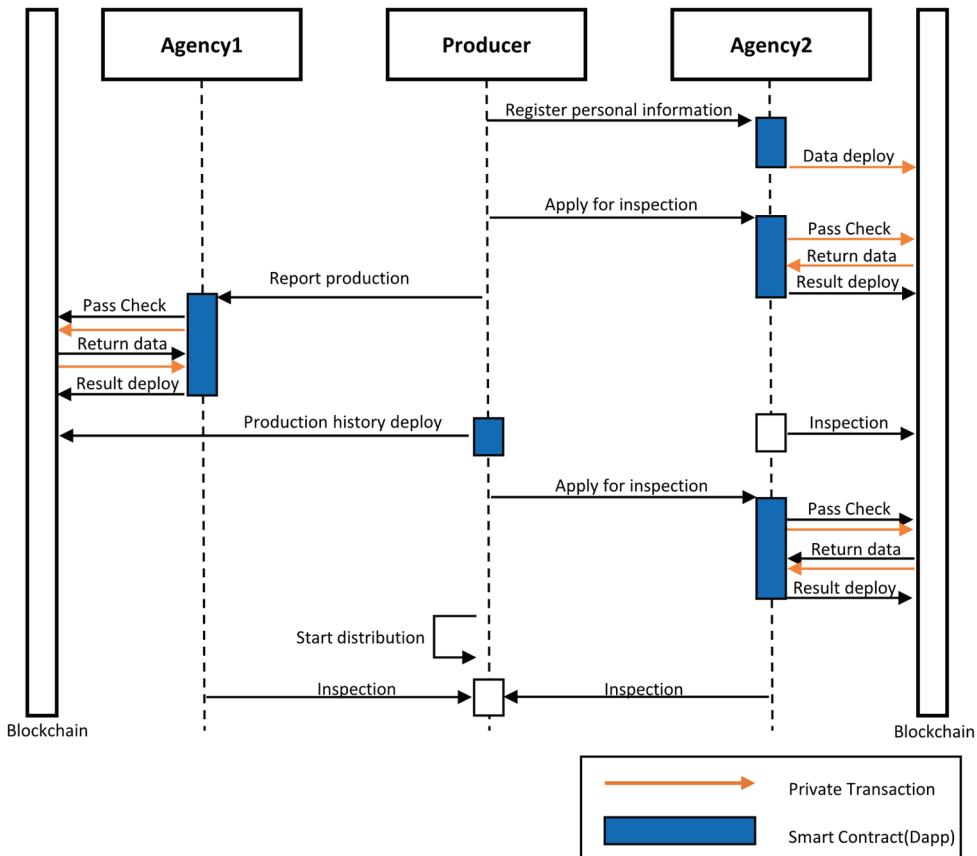 Agency1
Producer
Agency2
Register personal information
Data deploy
Apply for inspection
Pass Check
Return data
Report production
Result deploy
Pass Check
Return data
Result deploy
Production history deploy
Inspection
Apply for inspection
Pass Check
Return data
Result deploy
Start distribution
Inspection
Inspection
Blockchain
Blockchain
Private Transaction
Smart Contract(Dapp)